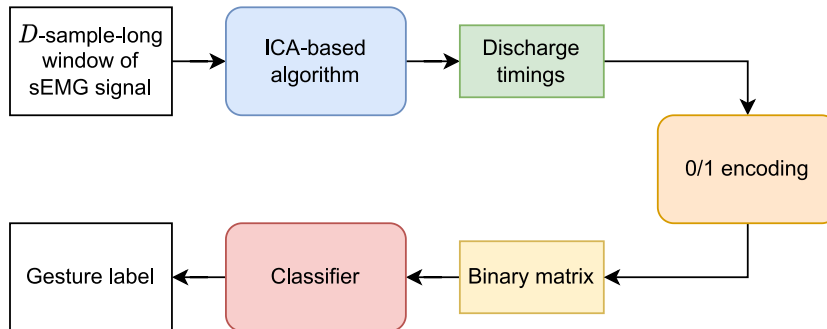 D-sample-long
window of
sEMG signal
ICA-based
algorithm
Discharge
timings
0/1 encoding
Binary matrix
Classifier
Gesture label